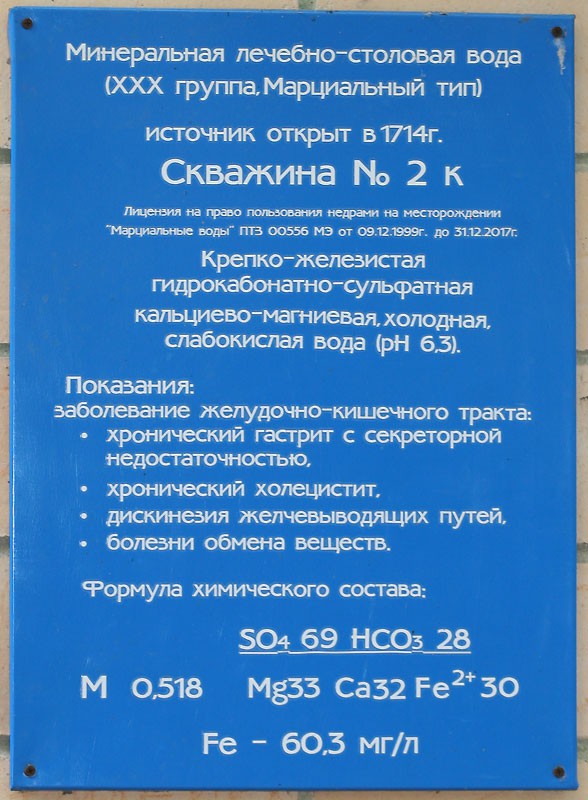 Минеральная лечебно-столовая вода
(XXX группа, Марциальный тип)
источник открыт в 1714г.
Скважина № 2 к
Лицензия на право пользования недрами на месторождении
"Марциальные воды" ПТЗ 00556 МЭ от 09.12.1999г. до 31.12.2017г.
Крепко-железистая
гидрокабонатно-сульфатная
кальциево-магниевая, холодная,
слабокислая вода (pH 6,3).
Показания:
заболевание желудочно-кишечного тракта:
• хронический гастрит с секреторной
недостаточностью,
• хронический холецистит,
• дискинезия желчевыводящих путей,
• болезни обмена веществ.
Формула химического состава:
SO₄ 69 HCO₃ 28
М 0,518 Mg33 Ca32 Fe²⁺ 30
Fe - 60,3 мг/л